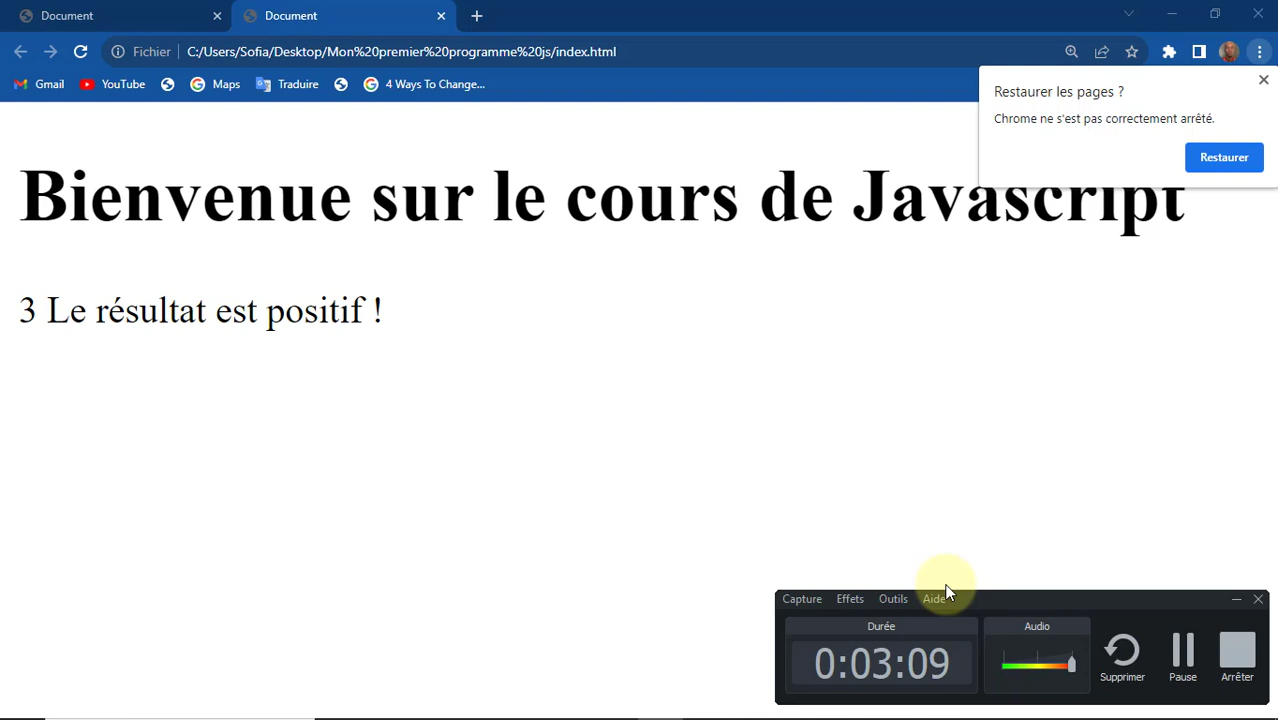 Document
Document
Fichier
C:/Users/Sofia/Desktop/Mon%20premier%20programme%20js/index.html
Gmail
YouTube
Maps
Traduire
4 Ways To Change...
Restaurer les pages ?
Chrome ne s'est pas correctement arrêté.
Restaurer
Bienvenue sur le cours de Javascript
3 Le résultat est positif !
Capture
Effets
Outils
Aide
Durée
Audio
0:03:09
Supprimer
Pause
Arrêter